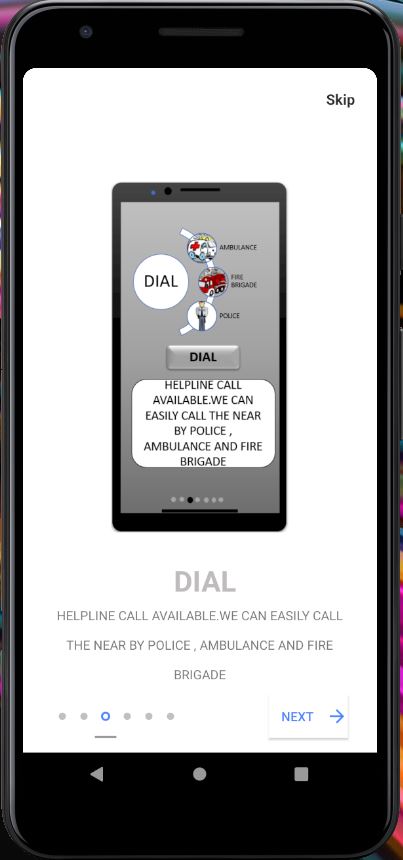 Skip
AMBULANCE
DIAL
FIRE
BRIGADE
POLICE
DIAL
HELPLINE CALL
AVAILABLE.WE CAN
EASILY CALL THE NEAR
BY POLICE ,
AMBULANCE AND FIRE
BRIGADE
DIAL
HELPLINE CALL AVAILABLE.WE CAN EASILY CALL
THE NEAR BY POLICE , AMBULANCE AND FIRE
BRIGADE
NEXT